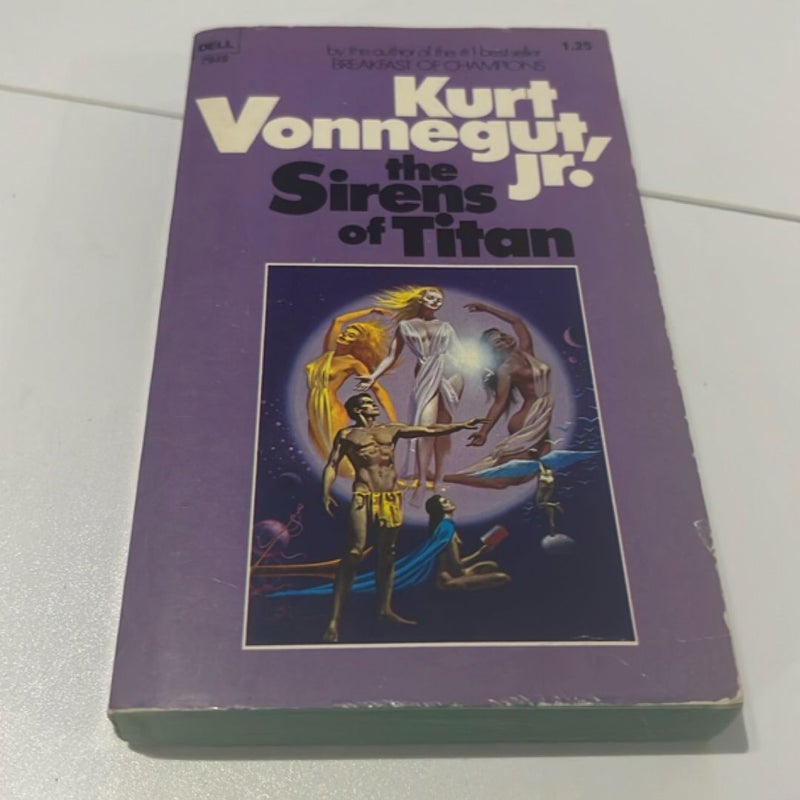 DELL
7948
by the author of the #1 bestseller
BREAKFAST OF CHAMPIONS
1.25
Kurt
Vonnegut,
jr.!
the
Sirens
of Titan